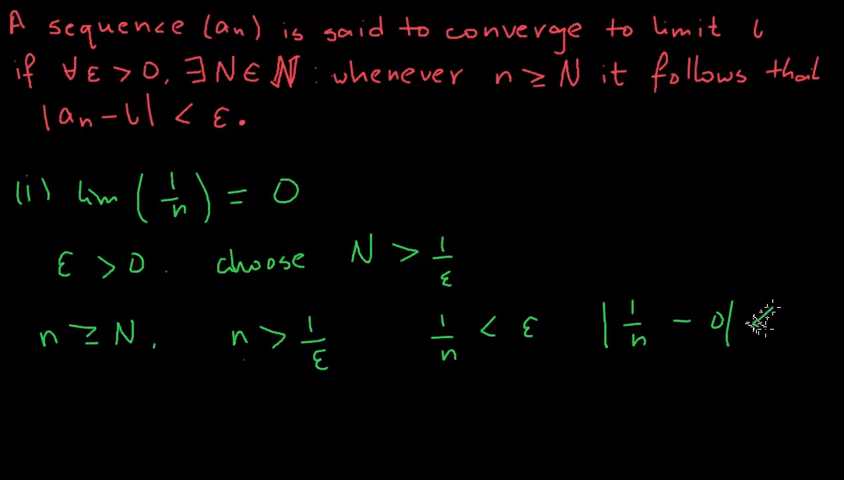 A sequence (aₙ) is said to converge to limit l
if ∀ε > 0, ∃N∈ℕ : whenever n ≥ N it follows that
|aₙ - l| < ε.
(i) lim (1/n) = 0
ε > 0. choose N > 1/ε
n ≥ N. n > 1/ε 1/n < ε |1/n - 0| <